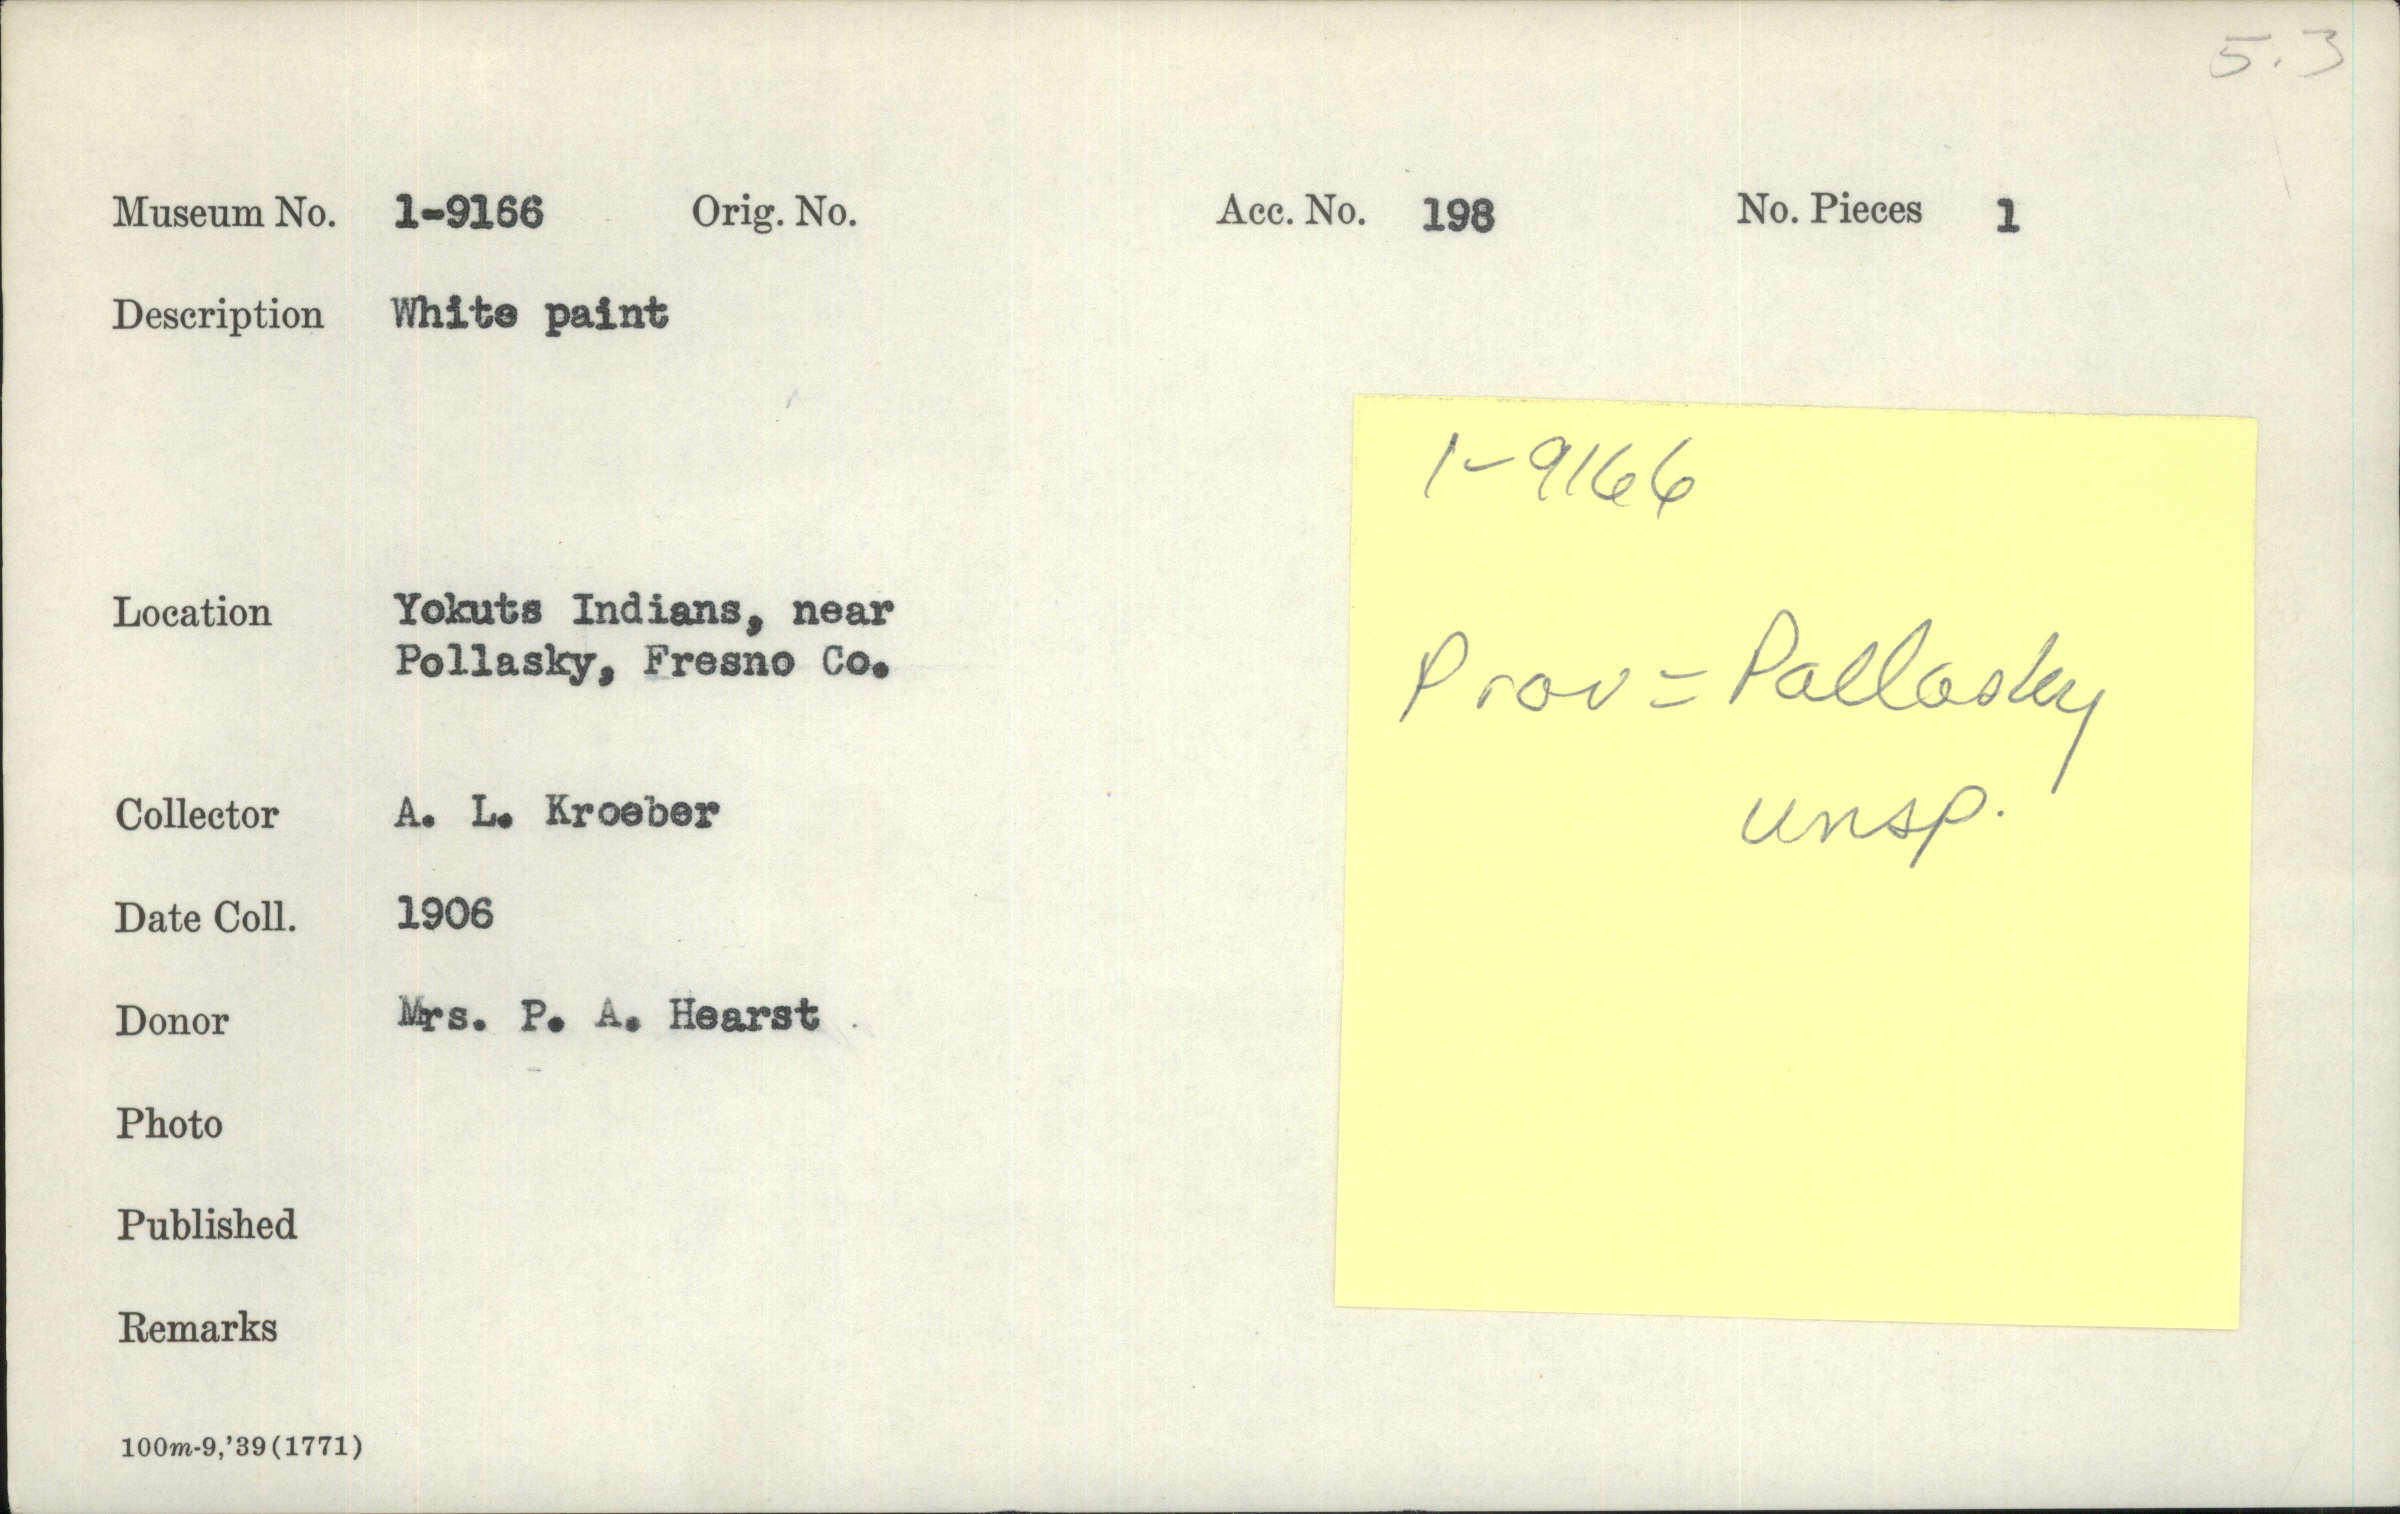 5.3
Museum No. 1-9166 Orig. No. Acc. No. 198 No. Pieces 1
Description White paint
Location Yokuts Indians, near
Pollasky, Fresno Co.
Collector A. L. Kroeber
Date Coll. 1906
Donor Mrs. P. A. Hearst
Photo
Published
Remarks
100m-9,'39(1771)
1-9166
Prov = Pollasky
unsp.